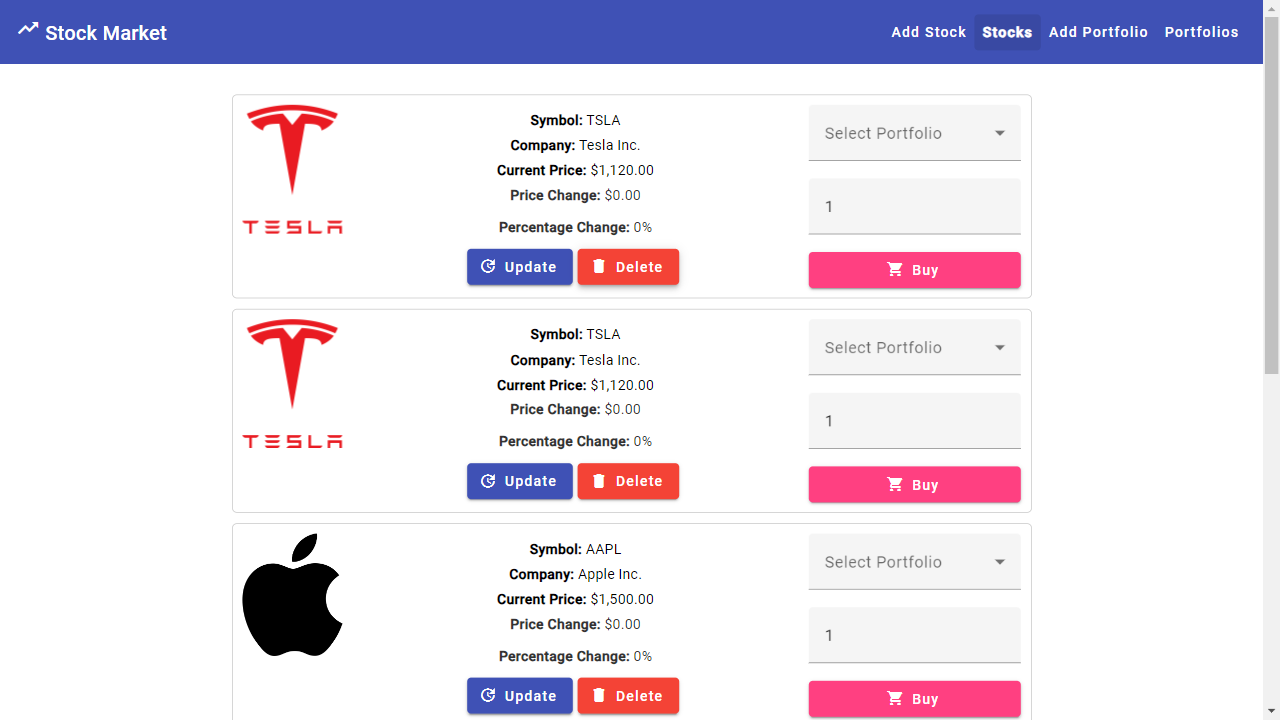 Stock Market
Add Stock Stocks Add Portfolio Portfolios
TESLA
Symbol: TSLA
Company: Tesla Inc.
Current Price: $1,120.00
Price Change: $0.00
Percentage Change: 0%
Update Delete
Select Portfolio
1
Buy
TESLA
Symbol: TSLA
Company: Tesla Inc.
Current Price: $1,120.00
Price Change: $0.00
Percentage Change: 0%
Update Delete
Select Portfolio
1
Buy
Symbol: AAPL
Company: Apple Inc.
Current Price: $1,500.00
Price Change: $0.00
Percentage Change: 0%
Update Delete
Select Portfolio
1
Buy